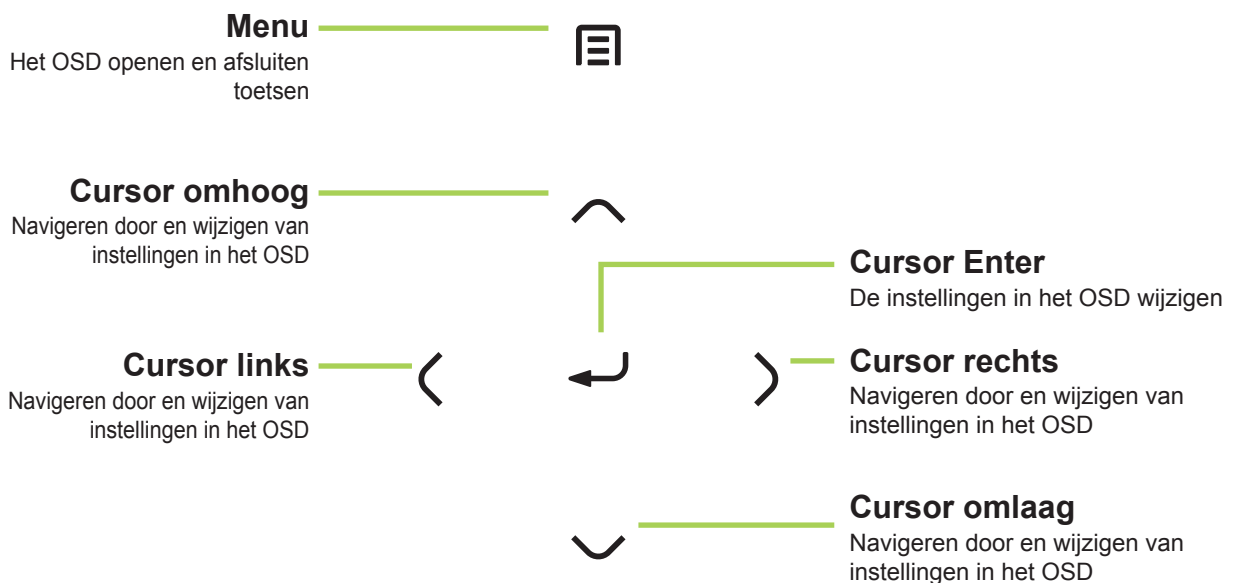 Menu
Het OSD openen en afsluiten
toetsen
Cursor omhoog
Navigeren door en wijzigen van
instellingen in het OSD
Cursor Enter
De instellingen in het OSD wijzigen
Cursor links
Navigeren door en wijzigen van
instellingen in het OSD
Cursor rechts
Navigeren door en wijzigen van
instellingen in het OSD
Cursor omlaag
Navigeren door en wijzigen van
instellingen in het OSD